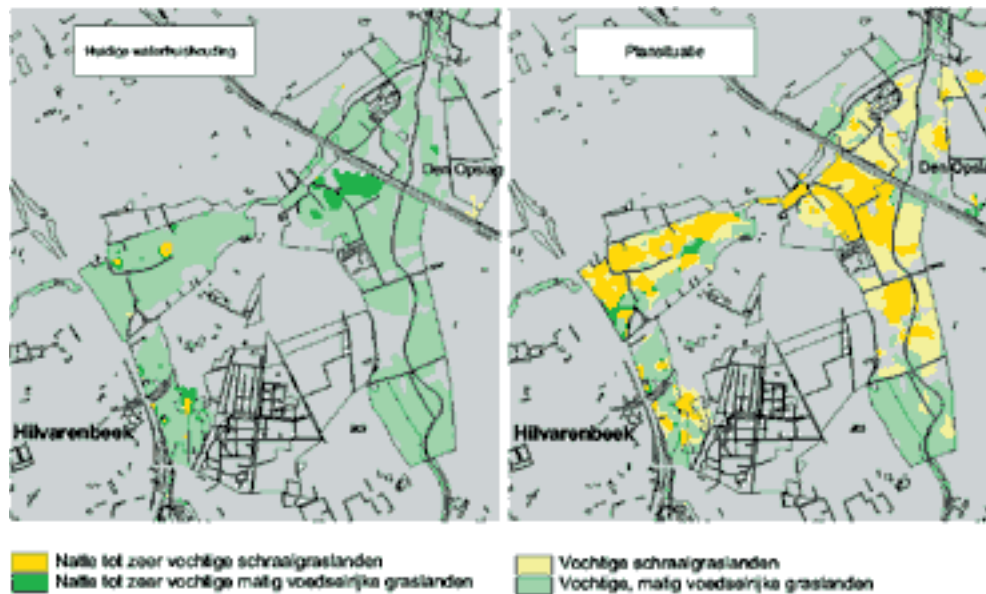 Huidige waterhuishouding
Plansituatie
Den Opslag
Den Opsla
Hilvarenbeek
Hilvarenbeek
Natte tot zeer vochtige schraalgraslanden
Natte tot zeer vochtige matig voedselrijke graslanden
Vochtige schraalgraslanden
Vochtige, matig voedselrijke graslanden